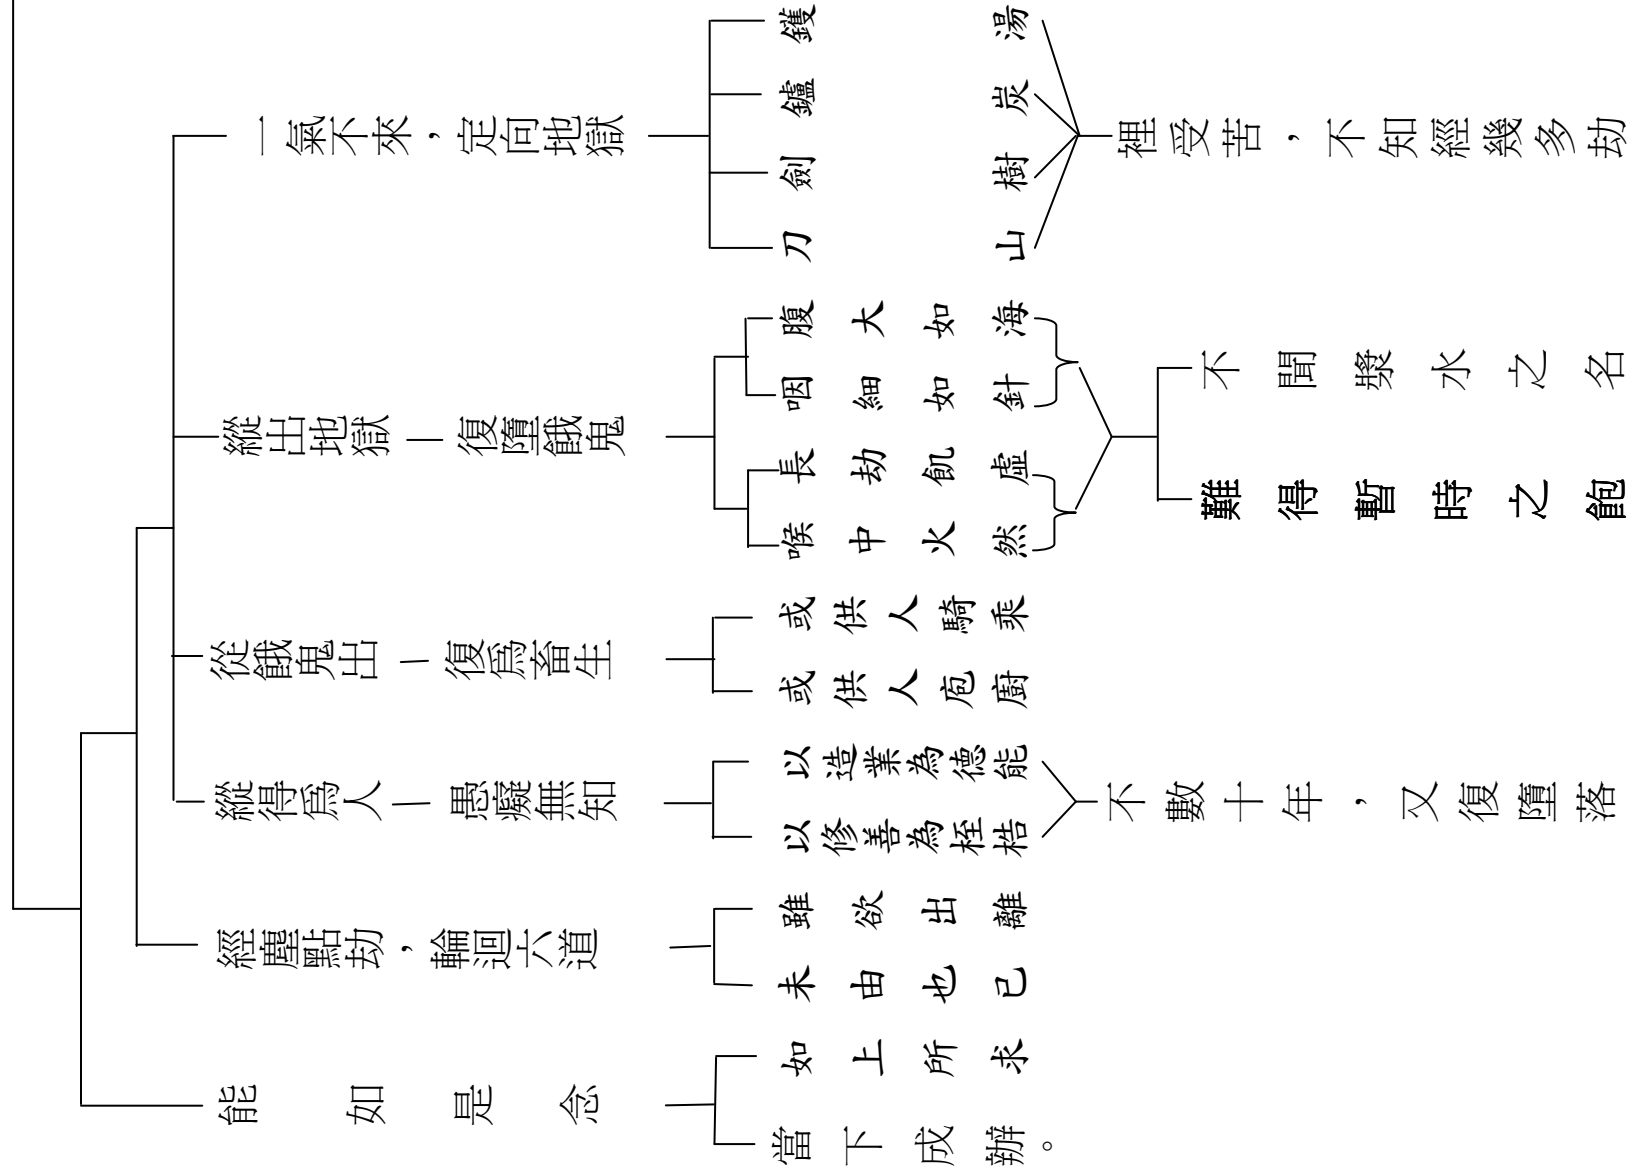 一氣不來，定向地獄
鑊湯
鑪炭
劍樹
刀山
裡受苦，不知經幾多劫
縱出地獄—復墮餓鬼
腹大如海
咽細如針
長劫飢虛
喉中火然
不聞漿水之名
難得暫時之飽
從餓鬼出—復爲畜生
或供人騎乘
或供人庖廚
縱得爲人—愚癡無知
以造業為德能
以修善為桎梏
不數十年，又復墮落
經塵點劫，輪迴六道
雖欲出離
未由也已
能如是念
如上所求
當下成辦。